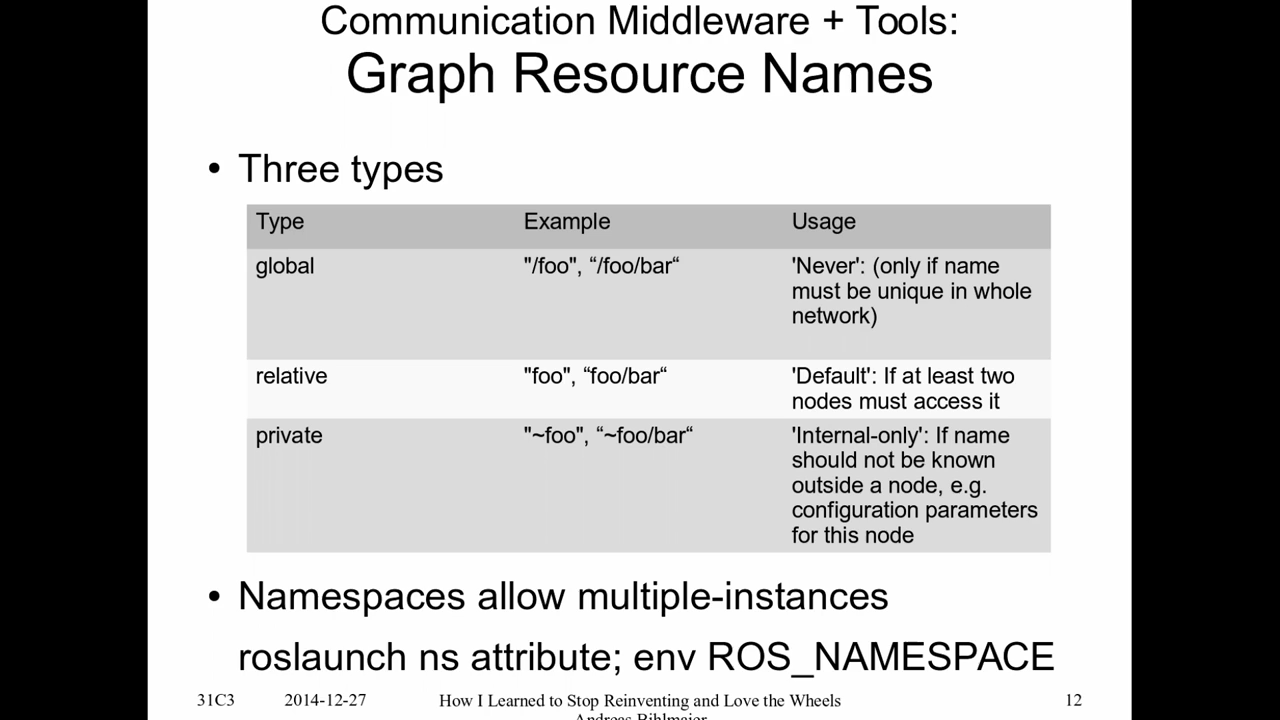 Communication Middleware + Tools:
Graph Resource Names
• Three types
Type Example Usage
global "/foo", “/foo/bar“ 'Never': (only if name
must be unique in whole
network)
relative "foo", “foo/bar“ 'Default': If at least two
nodes must access it
private "~foo", “~foo/bar“ 'Internal-only': If name
should not be known
outside a node, e.g.
configuration parameters
for this node
• Namespaces allow multiple-instances
roslaunch ns attribute; env ROS_NAMESPACE
31C3 2014-12-27 How I Learned to Stop Reinventing and Love the Wheels 12
Andreas Bihlmaier